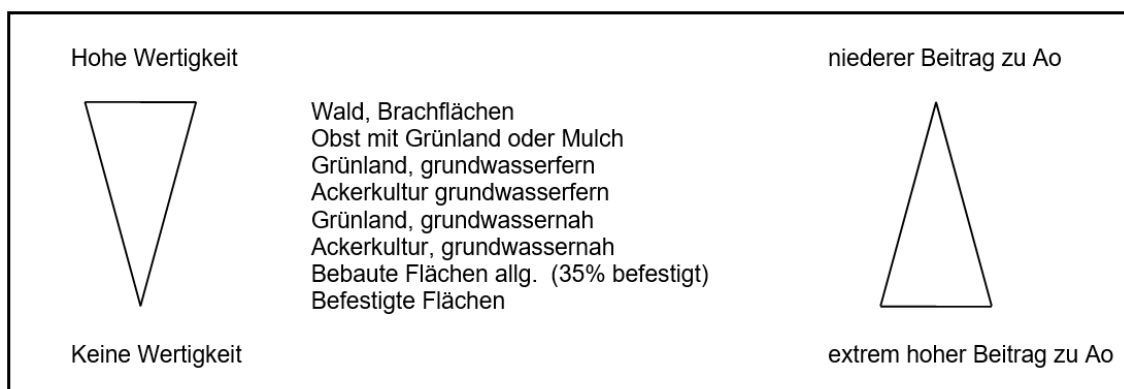 Hohe Wertigkeit
niederer Beitrag zu Ao
Wald, Brachflächen
Obst mit Grünland oder Mulch
Grünland, grundwasserfern
Ackerkultur grundwasserfern
Grünland, grundwassernah
Ackerkultur, grundwassernah
Bebaute Flächen allg. (35% befestigt)
Befestigte Flächen
Keine Wertigkeit
extrem hoher Beitrag zu Ao